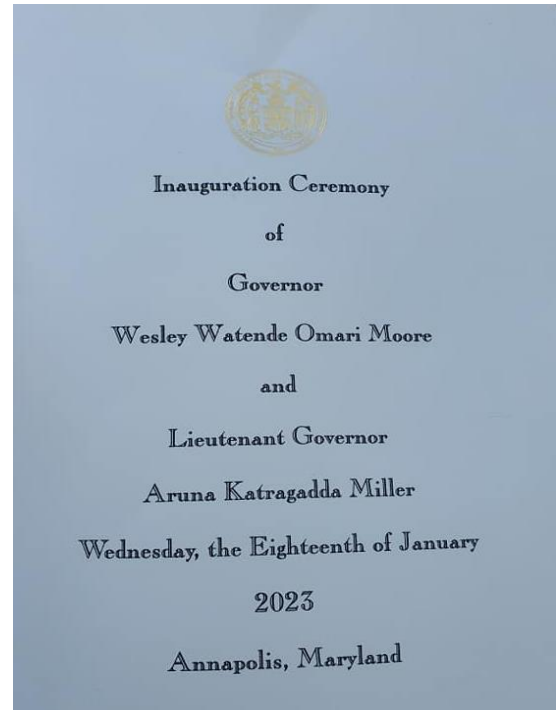 Inauguration Ceremony
of
Governor
Wesley Watende Omari Moore
and
Lieutenant Governor
Aruna Katragadda Miller
Wednesday, the Eighteenth of January
2023
Annapolis, Maryland